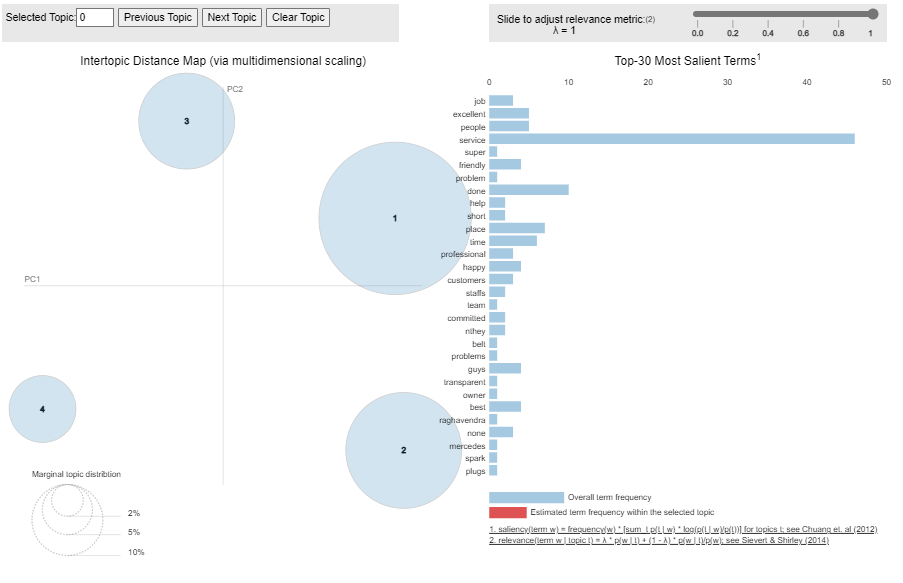 Selected Topic: 0 Previous Topic Next Topic Clear Topic
Slide to adjust relevance metric:(2)
λ = 1
0.0 0.2 0.4 0.6 0.8 1
Intertopic Distance Map (via multidimensional scaling)
PC2
PC1
3
1
4
2
Marginal topic distribtion
2%
5%
10%
Top-30 Most Salient Terms1
0 10 20 30 40 50
job
excellent
people
service
super
friendly
problem
done
help
short
place
time
professional
happy
customers
staffs
team
committed
nthey
belt
problems
guys
transparent
owner
best
raghavendra
none
mercedes
spark
plugs
Overall term frequency
Estimated term frequency within the selected topic
1. saliency(term w) = frequency(w) * [sum_t p(t | w) * log(p(t | w)/p(t))] for topics t; see Chuang et. al (2012)
2. relevance(term w | topic t) = λ * p(w | t) + (1 - λ) * p(w | t)/p(w); see Sievert & Shirley (2014)